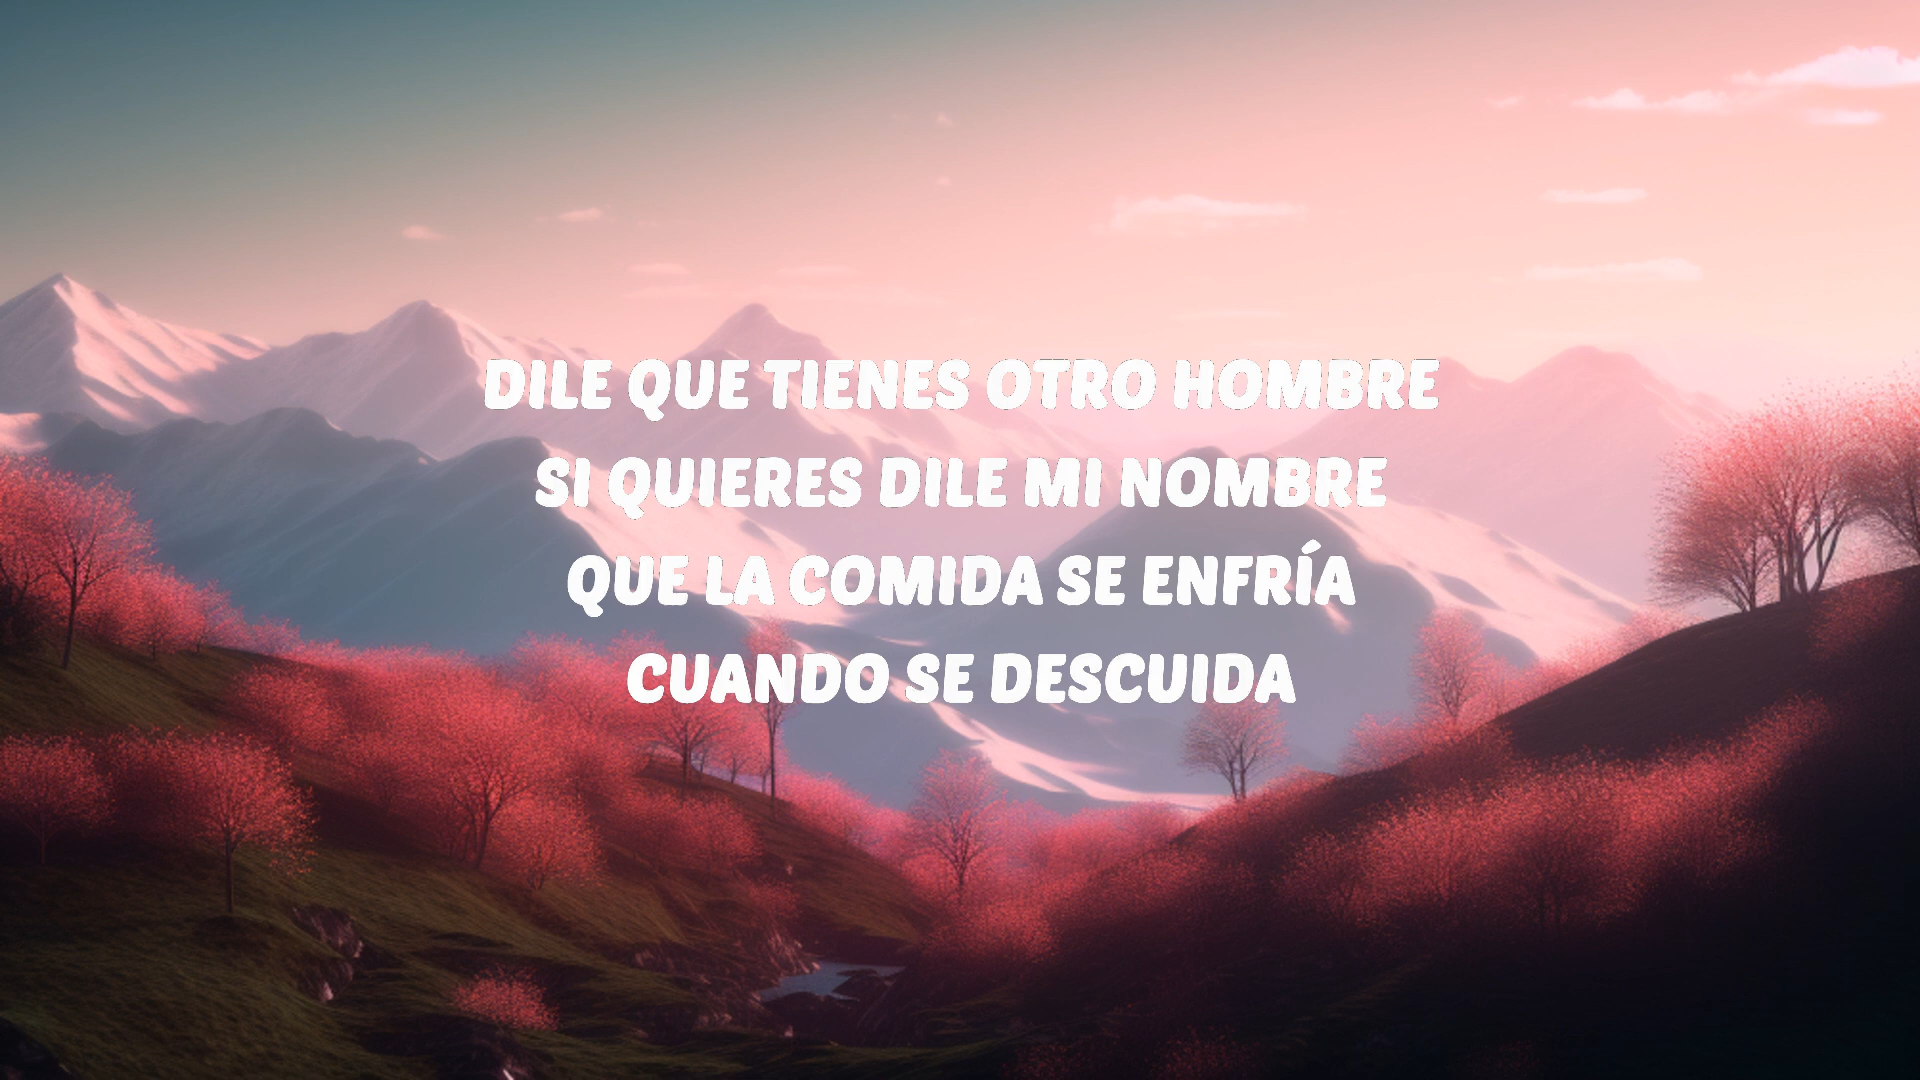 DILE QUE TIENES OTRO HOMBRE
SI QUIERES DILE MI NOMBRE
QUE LA COMIDA SE ENFRÍA
CUANDO SE DESCUIDA